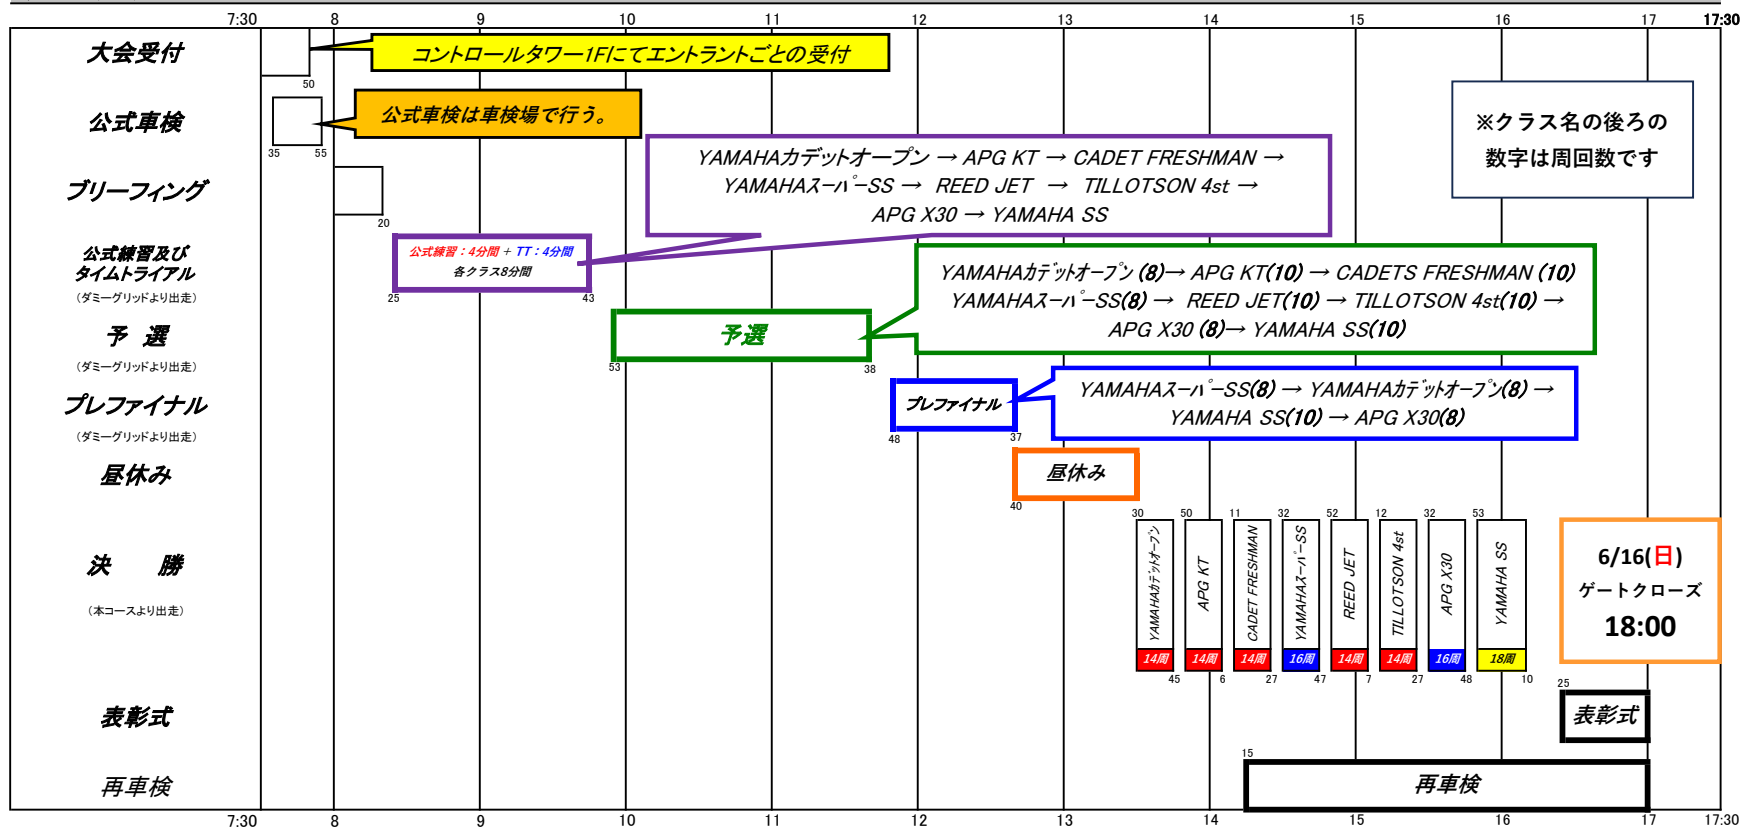 7:30 8 9 10 11 12 13 14 15 16 17 17:30
大会受付
コントロールタワー1Fにてエントラントごとの受付
50
公式車検
公式車検は車検場で行う。
35 55
※クラス名の後ろの
数字は周回数です
YAMAHAカデットオープン → APG KT → CADET FRESHMAN →
YAMAHAスーパーSS → REED JET → TILLOTSON 4st →
APG X30 → YAMAHA SS
ブリーフィング
20
公式練習及び
タイムトライアル
(ダミーグリッドより出走)
公式練習：4分間 + TT：4分間
各クラス8分間
25 43
YAMAHAカデットオープン (8)→ APG KT(10) → CADETS FRESHMAN (10)
YAMAHAスーパーSS(8) → REED JET(10) → TILLOTSON 4st(10) →
APG X30 (8)→ YAMAHA SS(10)
予 選
(ダミーグリッドより出走)
予選
53 38
プレファイナル
(ダミーグリッドより出走)
プレファイナル
48 37
YAMAHAスーパーSS(8) → YAMAHAカデットオープン(8) →
YAMAHA SS(10) → APG X30(8)
昼休み
昼休み
40
決 勝
(本コースより出走)
30 50 11 32 52 12 32 53
YAMAHAカデットオープン
APG KT
CADET FRESHMAN
YAMAHAスーパーSS
REED JET
TILLOTSON 4st
APG X30
YAMAHA SS
14周 14周 14周 16周 14周 14周 16周 18周
45 6 27 47 7 27 48 10
6/16(日)
ゲートクローズ
18:00
表彰式
25
表彰式
再車検
15
再車検
7:30 8 9 10 11 12 13 14 15 16 17 17:30